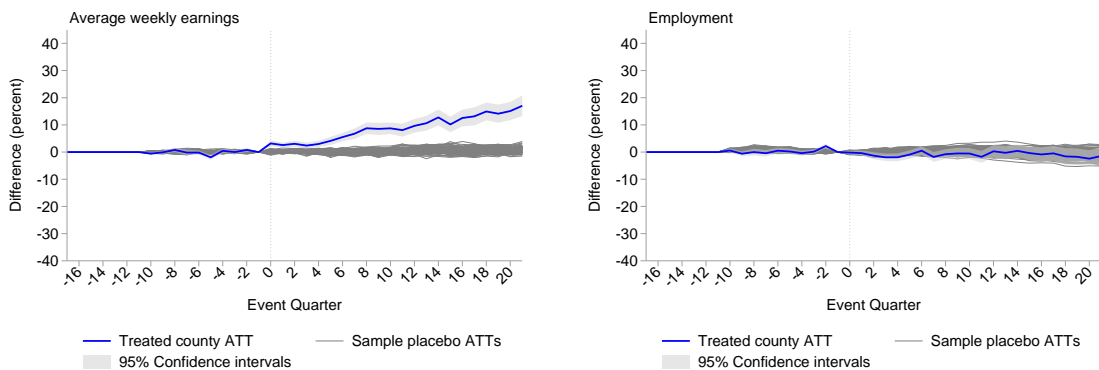 Average weekly earnings
Difference (percent)
40
30
20
10
0
-10
-20
-30
-40
-16 -14 -12 -10 -8 -6 -4 -2 0 2 4 6 8 10 12 14 16 18 20
Event Quarter
Treated county ATT Sample placebo ATTs
95% Confidence intervals
Employment
Difference (percent)
40
30
20
10
0
-10
-20
-30
-40
-16 -14 -12 -10 -8 -6 -4 -2 0 2 4 6 8 10 12 14 16 18 20
Event Quarter
Treated county ATT Sample placebo ATTs
95% Confidence intervals